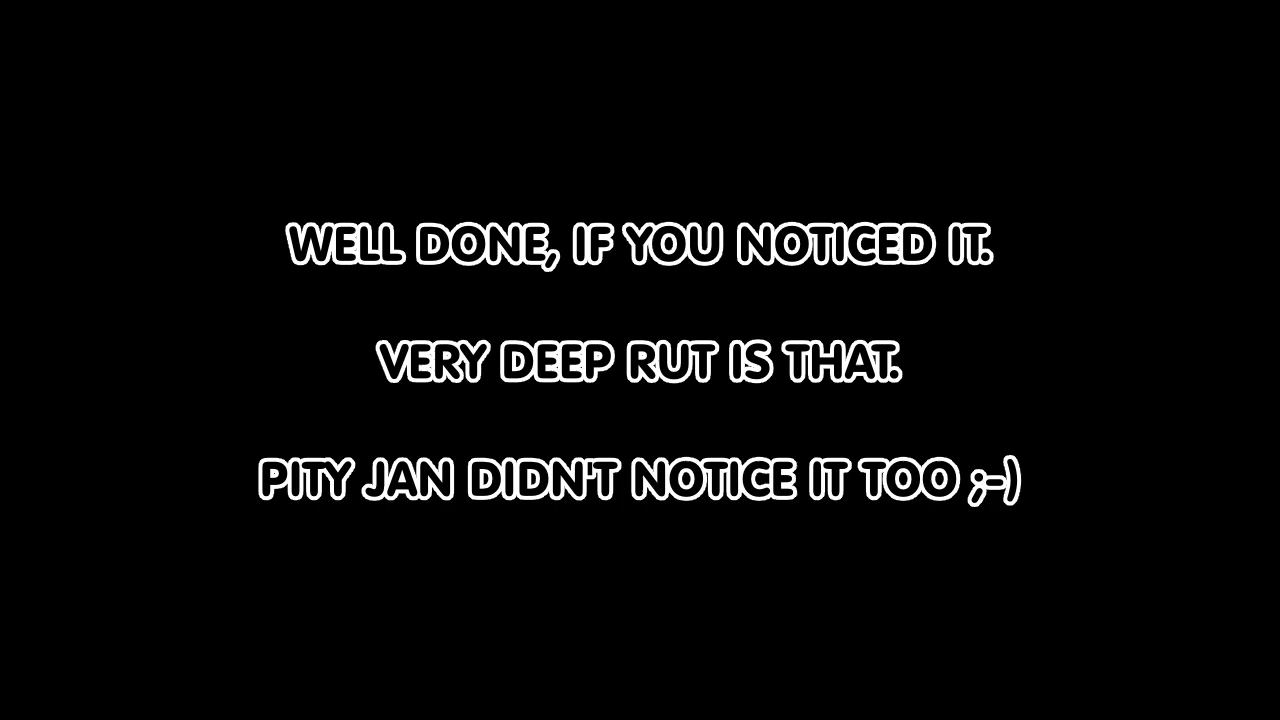 WELL DONE, IF YOU NOTICED IT.
VERY DEEP RUT IS THAT.
PITY JAN DIDN'T NOTICE IT TOO ;-)